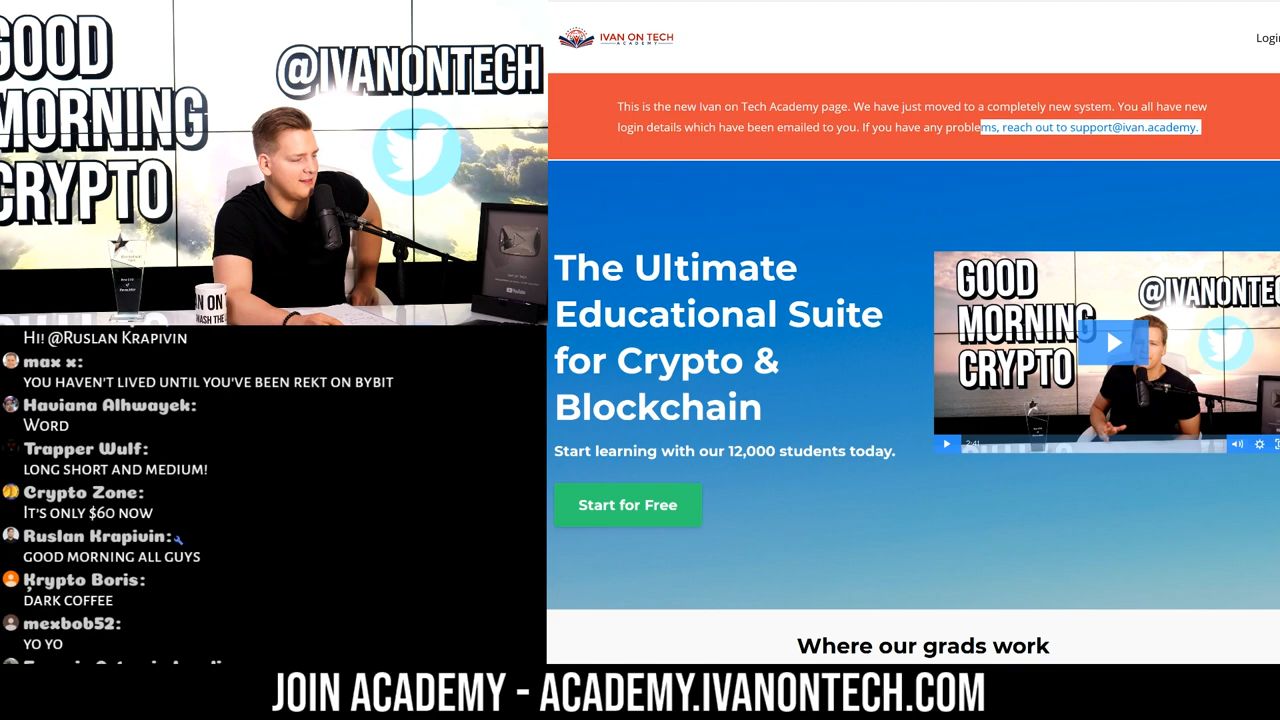 GOOD
MORNING
CRYPTO
@IVANONTECH
ON ON
Hi! @Ruslan Krapivin
max x:
YOU HAVEN'T LIVED UNTIL YOU'VE BEEN REKT ON BYBIT
Haviana Alhwayek:
Word
Trapper Wulf:
LONG SHORT AND MEDIUM!
Crypto Zone:
It's only $60 now
Ruslan Krapivin:
GOOD MORNING ALL GUYS
Ķrypto Boris:
DARK COFFEE
mexbob52:
YO YO
IVAN ON TECH
ACADEMY
Login
This is the new Ivan on Tech Academy page. We have just moved to a completely new system. You all have new
login details which have been emailed to you. If you have any problems, reach out to support@ivan.academy.
The Ultimate
Educational Suite
for Crypto &
Blockchain
Start learning with our 12,000 students today.
Start for Free
GOOD
MORNING
CRYPTO
@IVANONTECH
2:41
Where our grads work
JOIN ACADEMY - ACADEMY.IVANONTECH.COM